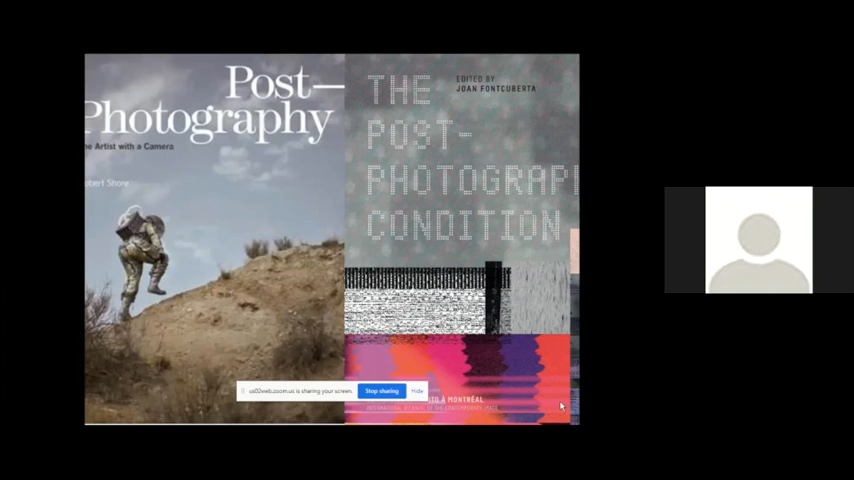 Post—
Photography
he Artist with a Camera
obert Shore
EDITED BY
JOAN FONTCUBERTA
THE
POST-
PHOTOGRAPH
CONDITION
us02web.zoom.us is sharing your screen.
Stop sharing
Hide
À MONTRÉAL